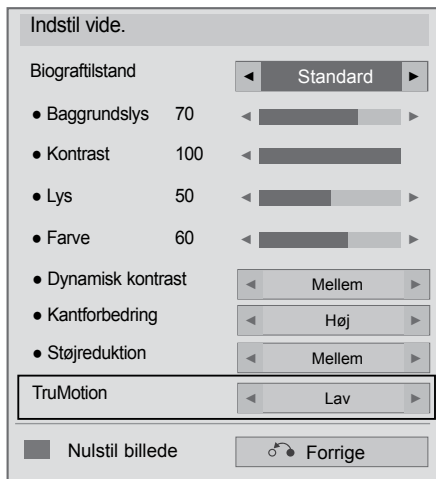 Indstil vide.
Biograftilstand ◄ Standard ►
● Baggrundslys 70 ◄ ►
● Kontrast 100 ◄
● Lys 50 ◄ ►
● Farve 60 ◄ ►
● Dynamisk kontrast ◄ Mellem ►
● Kantforbedring ◄ Høj ►
● Støjreduktion ◄ Mellem ►
TruMotion ◄ Lav ►
Nulstil billede Forrige